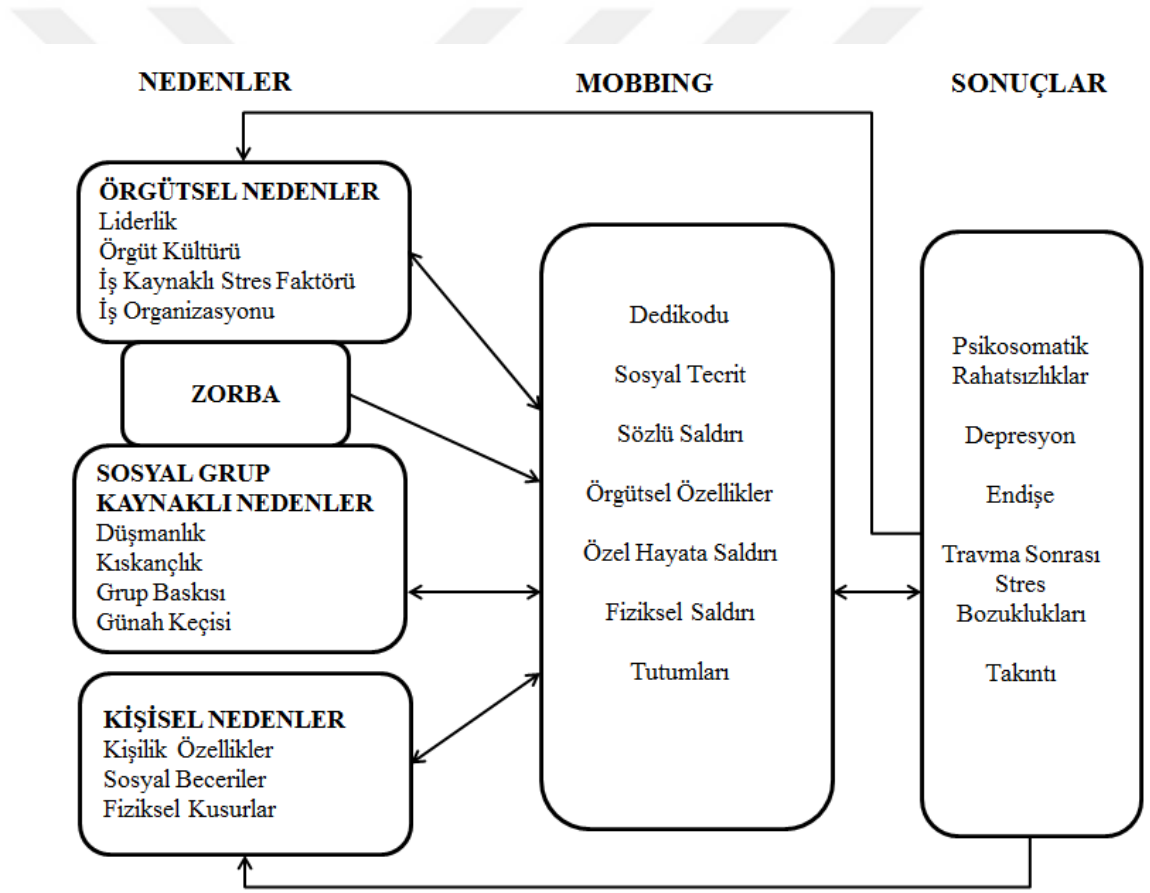 NEDENLER
MOBBING
SONUÇLAR
ÖRGÜTSEL NEDENLER
Liderlik
Örgüt Kültürü
İş Kaynaklı Stres Faktörü
İş Organizasyonu
ZORBA
SOSYAL GRUP
KAYNAKLI NEDENLER
Düşmanlık
Kıskançlık
Grup Baskısı
Günah Keçisi
KİŞİSEL NEDENLER
Kişilik Özellikler
Sosyal Beceriler
Fiziksel Kusurlar
Dedikodu
Sosyal Tecrit
Sözlü Saldırı
Örgütsel Özellikler
Özel Hayata Saldırı
Fiziksel Saldırı
Tutumları
Psikosomatik
Rahatsızlıklar
Depresyon
Endişe
Travma Sonrası
Stres
Bozuklukları
Takıntı